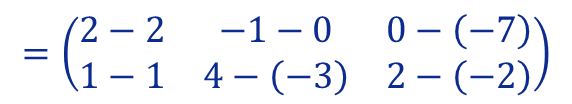 = (2 − 2   −1 − 0   0 − (−7)
1 − 1   4 − (−3)   2 − (−2))